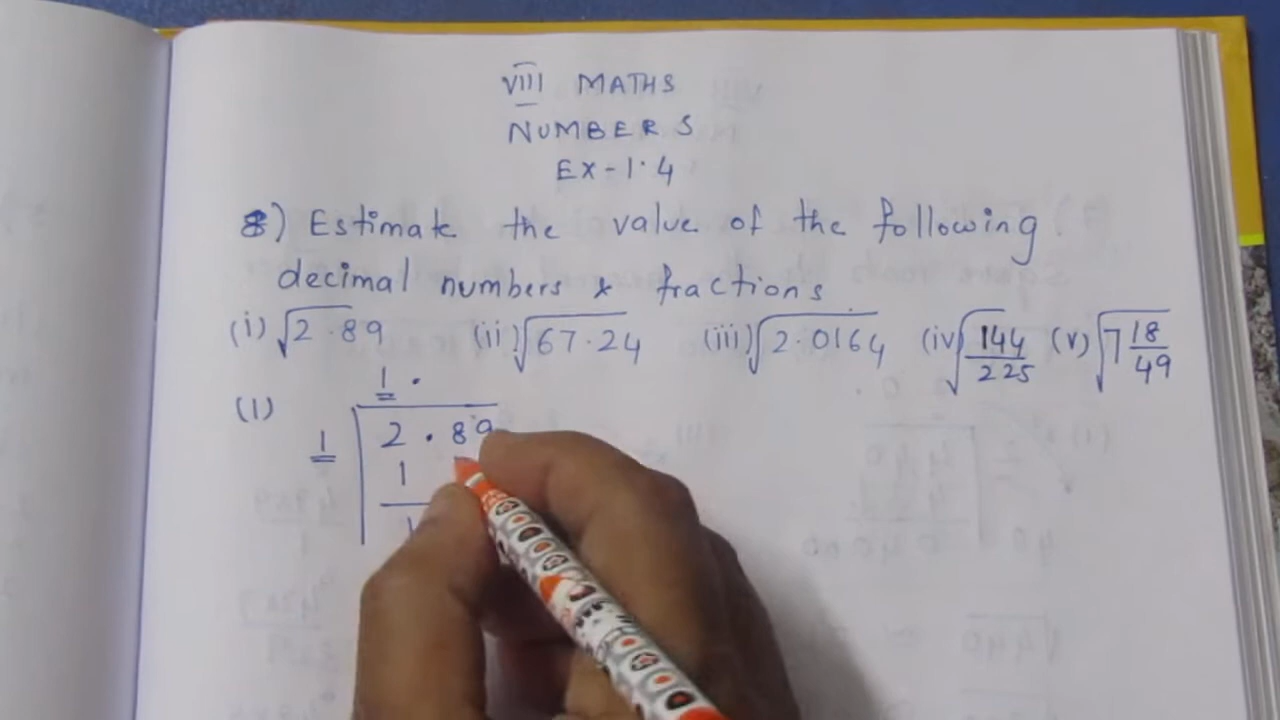 VIII MATHS
NUMBERS
EX-1.4
8) Estimate the value of the following
decimal numbers & fractions
(i) √2.89 (ii) √67.24 (iii) √2.0164 (iv) √144/225 (v) √7 18/49
1 .
(1)
1 2.89
1
1